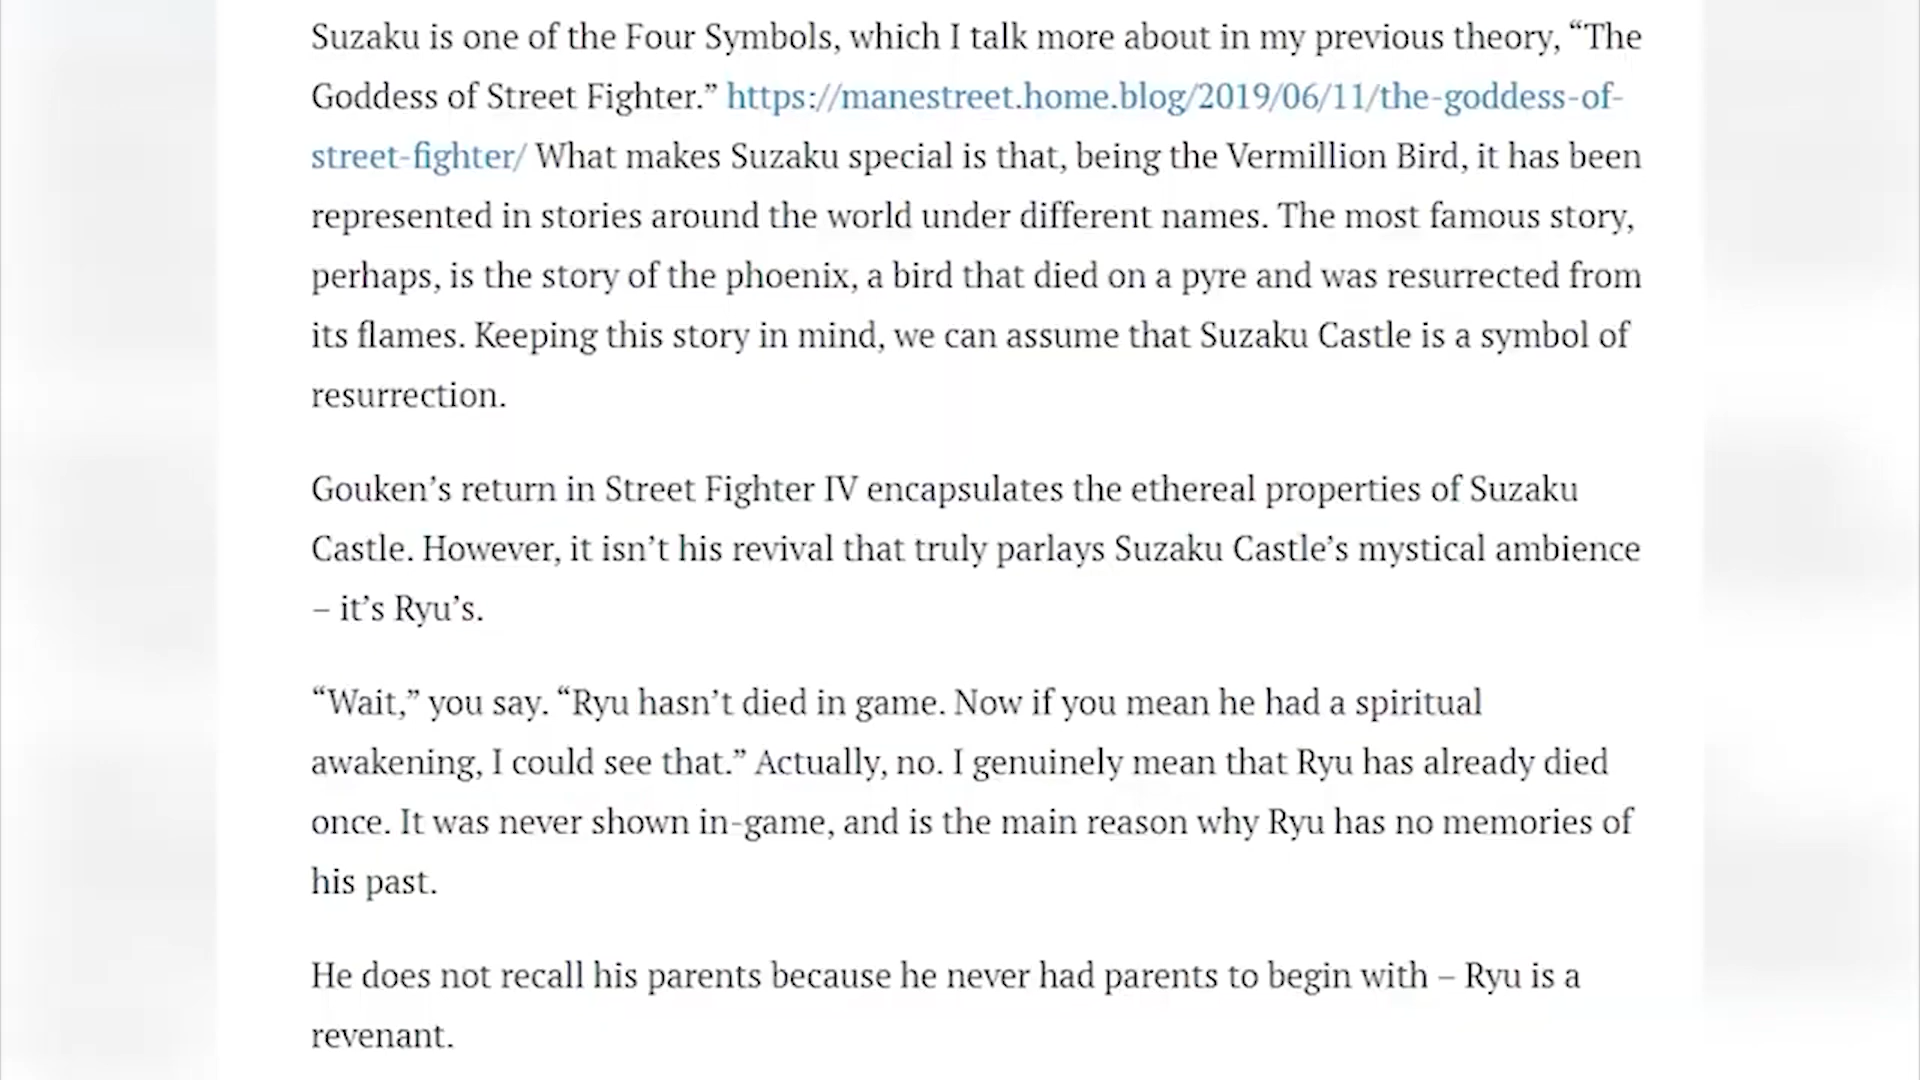 Suzaku is one of the Four Symbols, which I talk more about in my previous theory, “The
Goddess of Street Fighter.” https://manestreet.home.blog/2019/06/11/the-goddess-of-
street-fighter/ What makes Suzaku special is that, being the Vermillion Bird, it has been
represented in stories around the world under different names. The most famous story,
perhaps, is the story of the phoenix, a bird that died on a pyre and was resurrected from
its flames. Keeping this story in mind, we can assume that Suzaku Castle is a symbol of
resurrection.
Gouken’s return in Street Fighter IV encapsulates the ethereal properties of Suzaku
Castle. However, it isn’t his revival that truly parlays Suzaku Castle’s mystical ambience
– it’s Ryu’s.
“Wait,” you say. “Ryu hasn’t died in game. Now if you mean he had a spiritual
awakening, I could see that.” Actually, no. I genuinely mean that Ryu has already died
once. It was never shown in-game, and is the main reason why Ryu has no memories of
his past.
He does not recall his parents because he never had parents to begin with – Ryu is a
revenant.